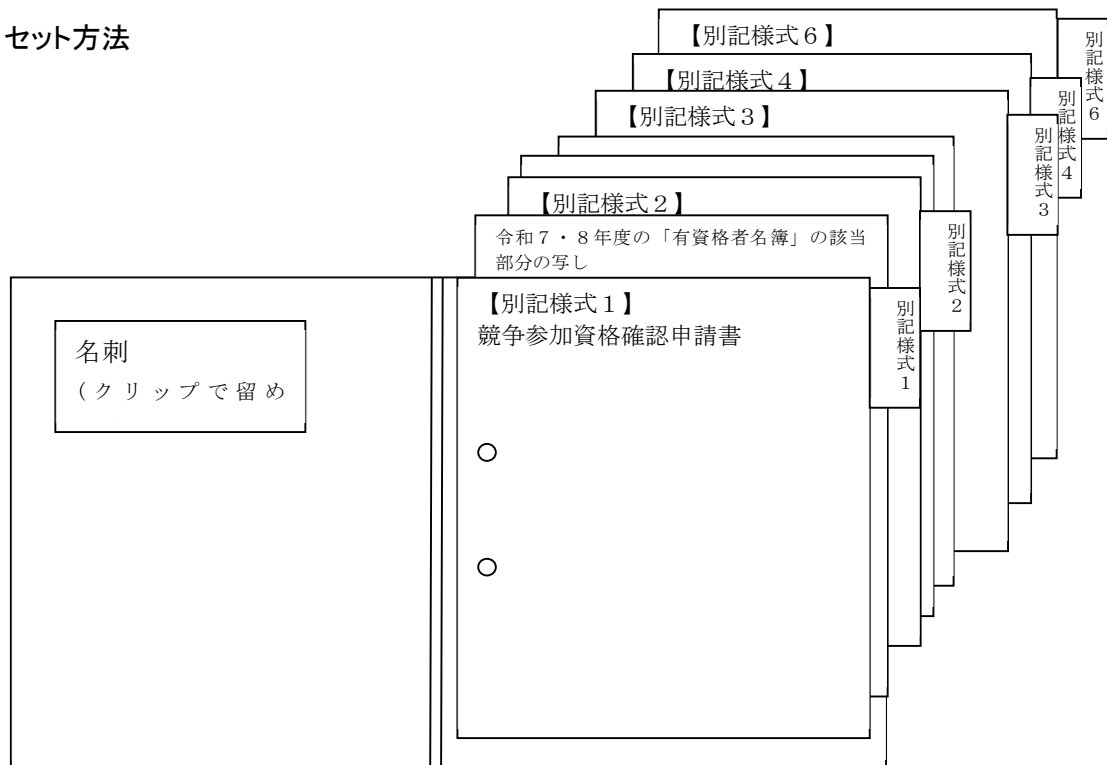 セット方法
【別記様式６】
別記様式６
【別記様式４】
別記様式４
【別記様式３】
別記様式３
【別記様式２】
別記様式２
令和７・８年度の「有資格者名簿」の該当
部分の写し
【別記様式１】
競争参加資格確認申請書
別記様式１
名刺
（クリップで留め